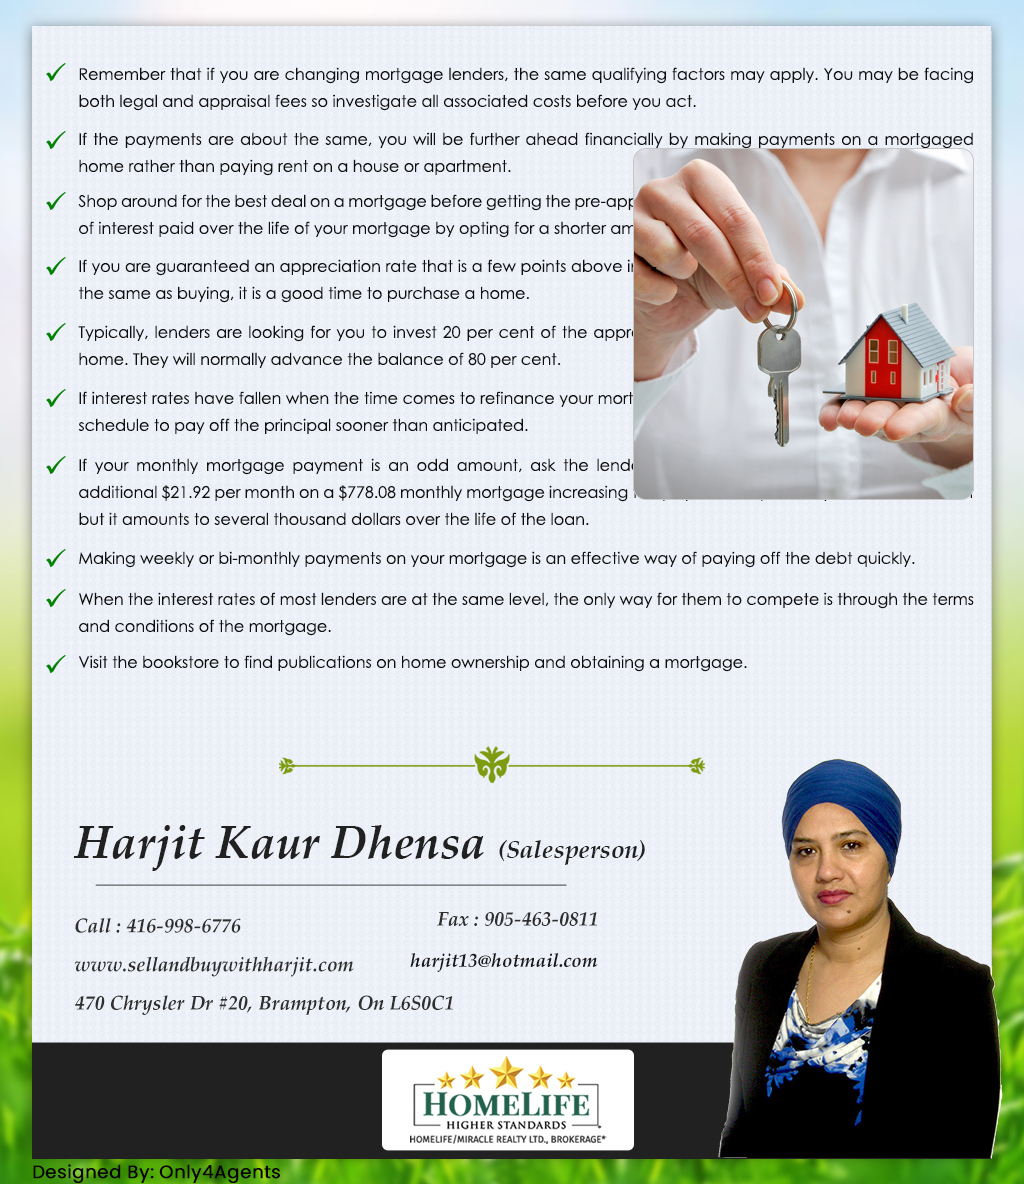 Remember that if you are changing mortgage lenders, the same qualifying factors may apply. You may be facing
both legal and appraisal fees so investigate all associated costs before you act.
If the payments are about the same, you will be further ahead financially by making payments on a mortgaged
home rather than paying rent on a house or apartment.
Shop around for the best deal on a mortgage before getting the
of interest paid over the life of your mortgage by opting for a shorter
If you are guaranteed an appreciation rate that is a few points above
the same as buying, it is a good time to purchase a home.
Typically, lenders are looking for you to invest 20 per cent of the
home. They will normally advance the balance of 80 per cent.
If interest rates have fallen when the time comes to refinance your
schedule to pay off the principal sooner than anticipated.
If your monthly mortgage payment is an odd amount, ask the
additional $21.92 per month on a $778.08 monthly mortgage increasing
but it amounts to several thousand dollars over the life of the loan.
Making weekly or bi-monthly payments on your mortgage is an effective way of paying off the debt quickly.
When the interest rates of most lenders are at the same level, the only way for them to compete is through the terms
and conditions of the mortgage.
Visit the bookstore to find publications on home ownership and obtaining a mortgage.
Harjit Kaur Dhensa (Salesperson)
Call : 416-998-6776
Fax : 905-463-0811
www.sellandbuywithharjit.com
harjit13@hotmail.com
470 Chrysler Dr #20, Brampton, On L6S0C1
HOMELIFE
HIGHER STANDARDS
HOMELIFE/MIRACLE REALTY LTD., BROKERAGE*
Designed By: Only4Agents